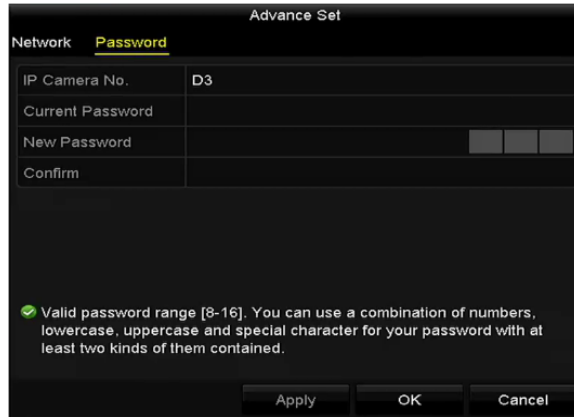 Advance Set
Network Password
IP Camera No. D3
Current Password
New Password
Confirm
Valid password range [8-16]. You can use a combination of numbers,
lowercase, uppercase and special character for your password with at
least two kinds of them contained.
Apply OK Cancel